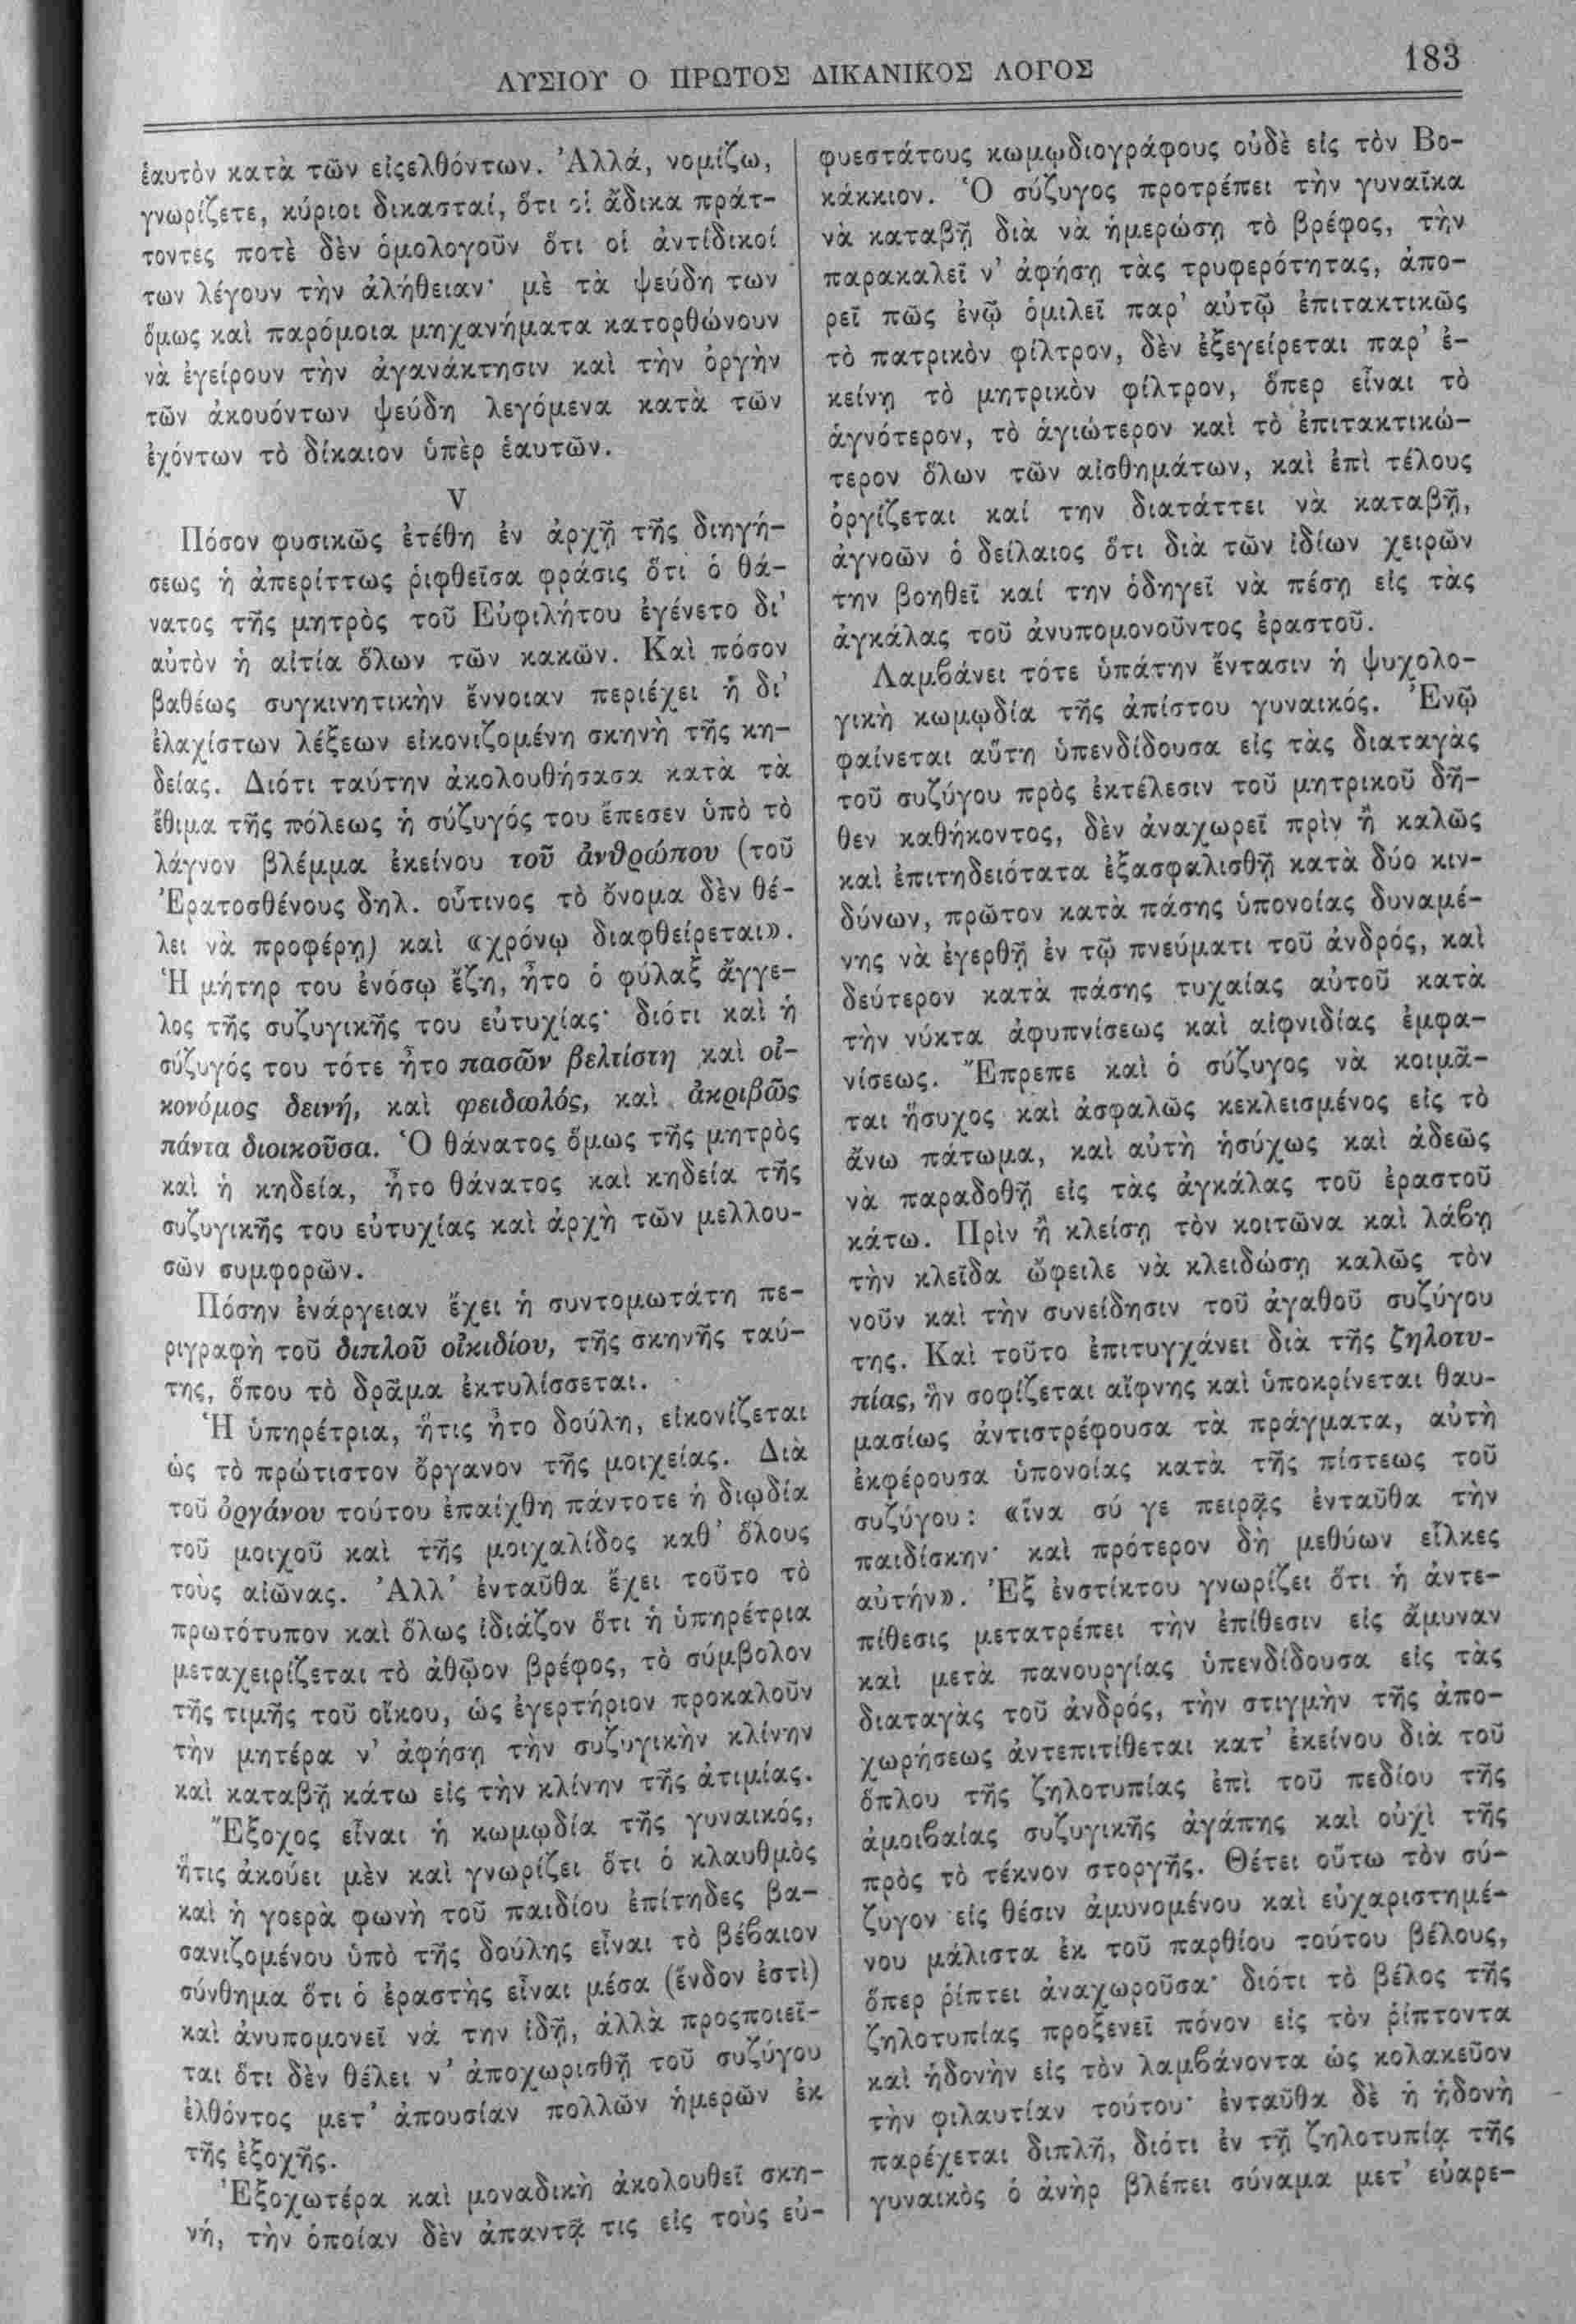 ΛΥΣΙΟΥ Ο ΠΡΩΤΟΣ ΔΙΚΑΝΙΚΟΣ ΛΟΓΟΣ
183
ἑαυτὸν κατὰ τῶν εἰςελθόντων. Ἀλλά, νομίζω,
γνωρίζετε, κύριοι δικασταί, ὅτι οἱ ἄδικα πράτ-
τοντες ποτὲ δὲν ὁμολογοῦν ὅτι οἱ ἀντίδικοί
των λέγουν τὴν ἀλήθειαν· μὲ τὰ ψεύδη των
ὅμως καὶ παρόμοια μηχανήματα κατορθώνουν
νὰ ἐγείρουν τὴν ἀγανάκτησιν καὶ τὴν ὀργὴν
τῶν ἀκουόντων ψεύδη λεγόμενα κατὰ τῶν
ἐχόντων τὸ δίκαιον ὑπὲρ ἑαυτῶν.
V
Πόσον φυσικῶς ἐτέθη ἐν ἀρχῇ τῆς διηγή-
σεως ἡ ἀπερίττως ῥιφθεῖσα φράσις ὅτι ὁ θά-
νατος τῆς μητρὸς τοῦ Εὐφιλήτου ἐγένετο δι'
αὐτὸν ἡ αἰτία ὅλων τῶν κακῶν. Καὶ πόσον
βαθέως συγκινητικὴν ἔννοιαν περιέχει ἡ δι'
ἐλαχίστων λέξεων εἰκονιζομένη σκηνὴ τῆς κη-
δείας. Διότι ταύτην ἀκολουθήσασα κατὰ τὰ
ἔθιμα τῆς πόλεως ἡ σύζυγός του ἔπεσεν ὑπὸ τὸ
λάγνον βλέμμα ἐκείνου τοῦ ἀνθρώπου (τοῦ
Ἐρατοσθένους δηλ. οὗτινος τὸ ὄνομα δὲν θέ-
λει νὰ προφέρῃ) καὶ «χρόνῳ διαφθείρεται».
Ἡ μήτηρ του ἐνόσῳ ἔζη, ἦτο ὁ φύλαξ ἄγγε-
λος τῆς συζυγικῆς του εὐτυχίας· διότι καὶ ἡ
σύζυγός του τότε ἦτο πασῶν βελτίστη καὶ οἰ-
κονόμος δεινή, καὶ φειδωλός, καὶ ἀκριβῶς
πάντα διοικοῦσα. Ὁ θάνατος ὅμως τῆς μητρὸς
καὶ ἡ κηδεία, ἦτο θάνατος καὶ κηδεία τῆς
συζυγικῆς του εὐτυχίας καὶ ἀρχὴ τῶν μελλου-
σῶν συμφορῶν.
Πόσην ἐνάργειαν ἔχει ἡ συντομωτάτη πε-
ριγραφὴ τοῦ διπλοῦ οἰκιδίου, τῆς σκηνῆς ταύ-
της, ὅπου τὸ δρᾶμα ἐκτυλίσσεται.
Ἡ ὑπηρέτρια, ἥτις ἦτο δούλη, εἰκονίζεται
ὡς τὸ πρώτιστον ὄργανον τῆς μοιχείας. Διὰ
τοῦ ὀργάνου τούτου ἐπαίχθη πάντοτε ἡ διῳδία
τοῦ μοιχοῦ καὶ τῆς μοιχαλίδος καθ' ὅλους
τοὺς αἰῶνας. Ἀλλ' ἐνταῦθα ἔχει τοῦτο τὸ
πρωτότυπον καὶ ὅλως ἰδιάζον ὅτι ἡ ὑπηρέτρια
μεταχειρίζεται τὸ ἀθῷον βρέφος, τὸ σύμβολον
τῆς τιμῆς τοῦ οἴκου, ὡς ἐγερτήριον προκαλοῦν
τὴν μητέρα ν' ἀφήσῃ τὴν συζυγικὴν κλίνην
καὶ καταβῇ κάτω εἰς τὴν κλίνην τῆς ἀτιμίας.
Ἔξοχος εἶναι ἡ κωμῳδία τῆς γυναικός,
ἥτις ἀκούει μὲν καὶ γνωρίζει ὅτι ὁ κλαυθμὸς
καὶ ἡ γοερὰ φωνὴ τοῦ παιδίου ἐπίτηδες βα-
σανιζομένου ὑπὸ τῆς δούλης εἶναι τὸ βέβαιον
σύνθημα ὅτι ὁ ἐραστὴς εἶναι μέσα (ἔνδον ἐστὶ)
καὶ ἀνυπομονεῖ νά την ἰδῇ, ἀλλὰ προςποιεῖ-
ται ὅτι δὲν θέλει ν' ἀποχωρισθῇ τοῦ συζύγου
ἐλθόντος μετ' ἀπουσίαν πολλῶν ἡμερῶν ἐκ
τῆς ἐξοχῆς.
Ἐξοχωτέρα καὶ μοναδικὴ ἀκολουθεῖ σκη-
νή, τὴν ὁποίαν δὲν ἀπαντᾷ τις εἰς τοὺς εὐ-
φυεστάτους κωμῳδιογράφους οὐδὲ εἰς τὸν Βο-
κάκκιον. Ὁ σύζυγος προτρέπει τὴν γυναῖκα
νὰ καταβῇ διὰ νὰ ἡμερώσῃ τὸ βρέφος, τὴν
παρακαλεῖ ν' ἀφήσῃ τὰς τρυφερότητας, ἀπο-
ρεῖ πῶς ἐνῷ ὁμιλεῖ παρ' αὐτῷ ἐπιτακτικῶς
τὸ πατρικὸν φίλτρον, δὲν ἐξεγείρεται παρ' ἐ-
κείνῃ τὸ μητρικὸν φίλτρον, ὅπερ εἶναι τὸ
ἁγνότερον, τὸ ἁγιώτερον καὶ τὸ ἐπιτακτικώ-
τερον ὅλων τῶν αἰσθημάτων, καὶ ἐπὶ τέλους
ὀργίζεται καί την διατάττει νὰ καταβῇ,
ἀγνοῶν ὁ δείλαιος ὅτι διὰ τῶν ἰδίων χειρῶν
την βοηθεῖ καί την ὁδηγεῖ νὰ πέσῃ εἰς τὰς
ἀγκάλας τοῦ ἀνυπομονοῦντος ἐραστοῦ.
Λαμβάνει τότε ὑπάτην ἔντασιν ἡ ψυχολο-
γικὴ κωμῳδία τῆς ἀπίστου γυναικός. Ἐνῷ
φαίνεται αὕτη ὑπενδίδουσα εἰς τὰς διαταγὰς
τοῦ συζύγου πρὸς ἐκτέλεσιν τοῦ μητρικοῦ δῆ-
θεν καθήκοντος, δὲν ἀναχωρεῖ πρὶν ἢ καλῶς
καὶ ἐπιτηδειότατα ἐξασφαλισθῇ κατὰ δύο κιν-
δύνων, πρῶτον κατὰ πάσης ὑπονοίας δυναμέ-
νης νὰ ἐγερθῇ ἐν τῷ πνεύματι τοῦ ἀνδρός, καὶ
δεύτερον κατὰ πάσης τυχαίας αὐτοῦ κατὰ
τὴν νύκτα ἀφυπνίσεως καὶ αἰφνιδίας ἐμφα-
νίσεως. Ἔπρεπε καὶ ὁ σύζυγος νὰ κοιμᾶ-
ται ἥσυχος καὶ ἀσφαλῶς κεκλεισμένος εἰς τὸ
ἄνω πάτωμα, καὶ αὐτὴ ἡσύχως καὶ ἀδεῶς
νὰ παραδοθῇ εἰς τὰς ἀγκάλας τοῦ ἐραστοῦ
κάτω. Πρὶν ἢ κλείσῃ τὸν κοιτῶνα καὶ λάβῃ
τὴν κλεῖδα ὤφειλε νὰ κλειδώσῃ καλῶς τὸν
νοῦν καὶ τὴν συνείδησιν τοῦ ἀγαθοῦ συζύγου
της. Καὶ τοῦτο ἐπιτυγχάνει διὰ τῆς ζηλοτυ-
πίας, ἣν σοφίζεται αἴφνης καὶ ὑποκρίνεται θαυ-
μασίως ἀντιστρέφουσα τὰ πράγματα, αὐτὴ
ἐκφέρουσα ὑπονοίας κατὰ τῆς πίστεως τοῦ
συζύγου: «ἵνα σύ γε πειρᾷς ἐνταῦθα τὴν
παιδίσκην· καὶ πρότερον δὴ μεθύων εἷλκες
αὐτήν». Ἐξ ἐνστίκτου γνωρίζει ὅτι ἡ ἀντε-
πίθεσις μετατρέπει τὴν ἐπίθεσιν εἰς ἄμυναν
καὶ μετὰ πανουργίας ὑπενδίδουσα εἰς τὰς
διαταγὰς τοῦ ἀνδρός, τὴν στιγμὴν τῆς ἀπο-
χωρήσεως ἀντεπιτίθεται κατ' ἐκείνου διὰ τοῦ
ὅπλου τῆς ζηλοτυπίας ἐπὶ τοῦ πεδίου τῆς
ἀμοιβαίας συζυγικῆς ἀγάπης καὶ οὐχὶ τῆς
πρὸς τὸ τέκνον στοργῆς. Θέτει οὕτω τὸν σύ-
ζυγον εἰς θέσιν ἀμυνομένου καὶ εὐχαριστημέ-
νου μάλιστα ἐκ τοῦ παρθίου τούτου βέλους,
ὅπερ ῥίπτει ἀναχωροῦσα· διότι τὸ βέλος τῆς
ζηλοτυπίας προξενεῖ πόνον εἰς τὸν ῥίπτοντα
καὶ ἡδονὴν εἰς τὸν λαμβάνοντα ὡς κολακεῦον
τὴν φιλαυτίαν τούτου· ἐνταῦθα δὲ ἡ ἡδονὴ
παρέχεται διπλῆ, διότι ἐν τῇ ζηλοτυπίᾳ τῆς
γυναικὸς ὁ ἀνὴρ βλέπει σύναμα μετ' εὐαρε-